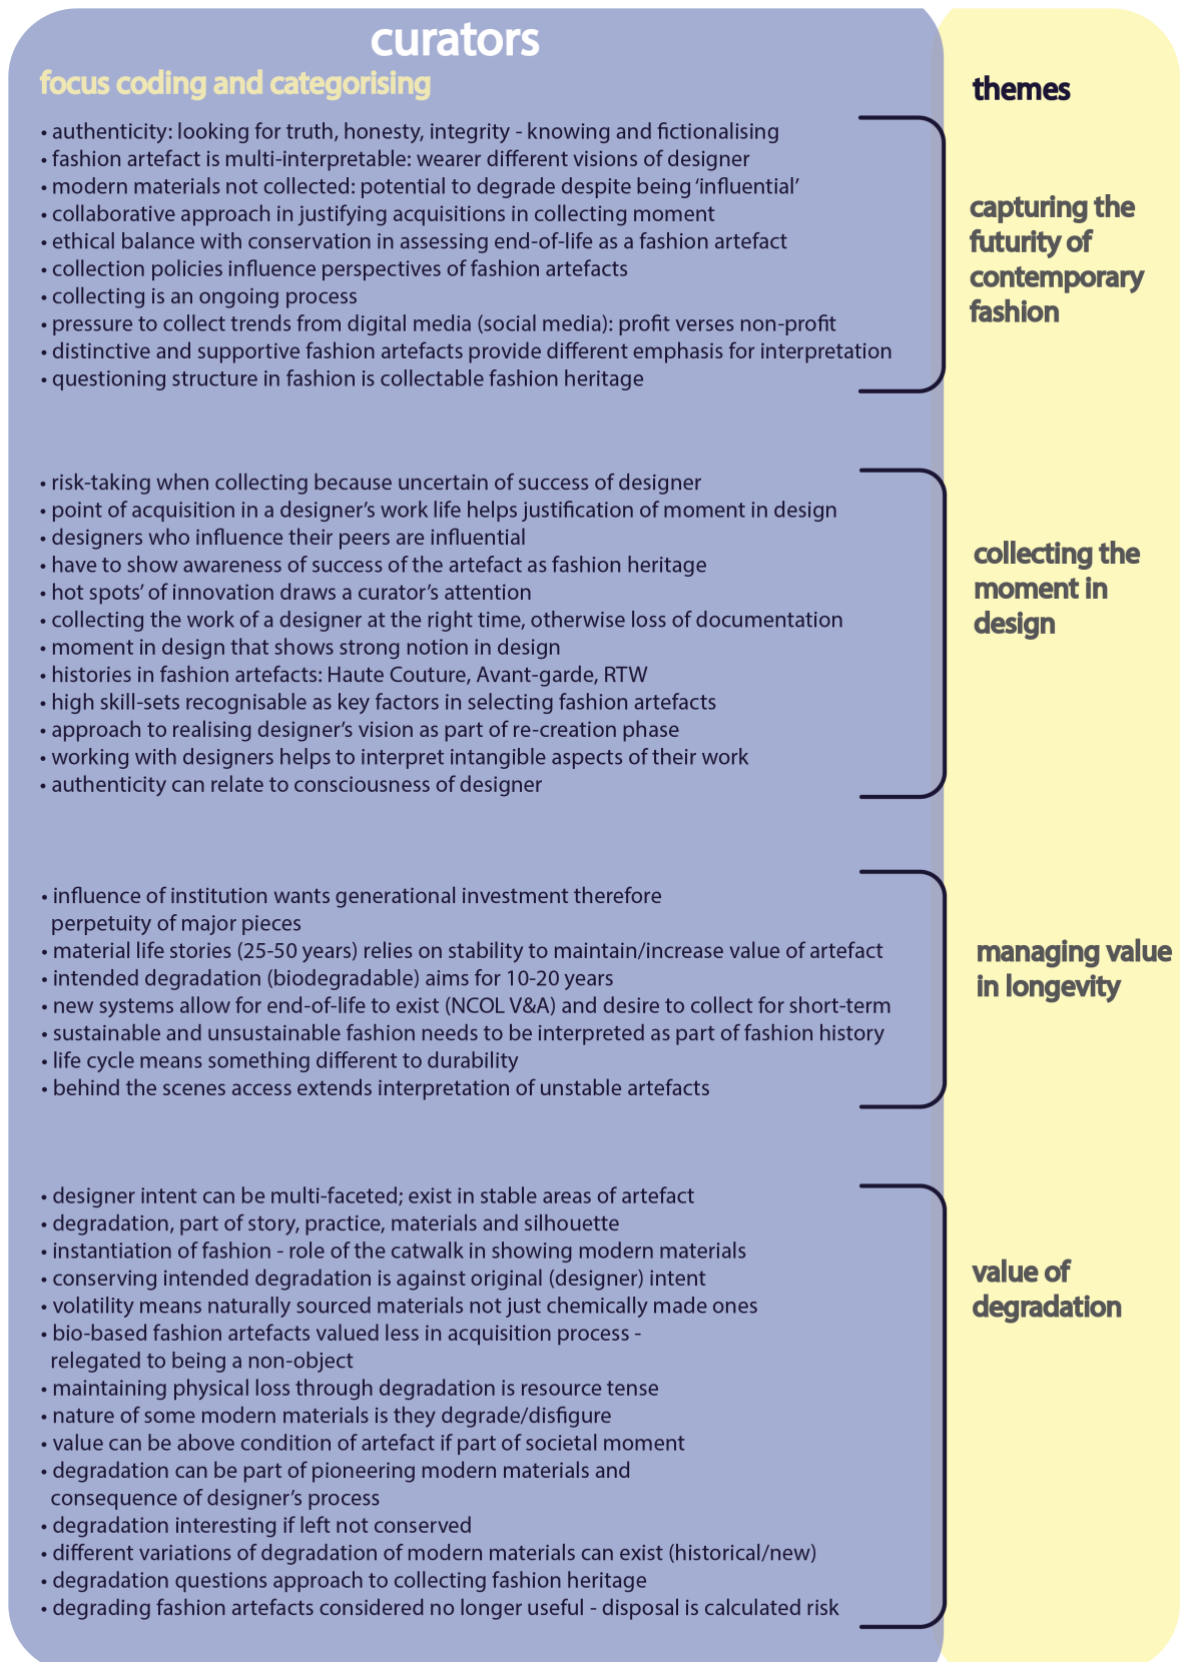 curators
focus coding and categorising
themes
• authenticity: looking for truth, honesty, integrity - knowing and fictionalising
• fashion artefact is multi-interpretable: wearer different visions of designer
• modern materials not collected: potential to degrade despite being ‘influential’
• collaborative approach in justifying acquisitions in collecting moment
• ethical balance with conservation in assessing end-of-life as a fashion artefact
• collection policies influence perspectives of fashion artefacts
• collecting is an ongoing process
• pressure to collect trends from digital media (social media): profit verses non-profit
• distinctive and supportive fashion artefacts provide different emphasis for interpretation
• questioning structure in fashion is collectable fashion heritage
capturing the
futurity of
contemporary
fashion
• risk-taking when collecting because uncertain of success of designer
• point of acquisition in a designer’s work life helps justification of moment in design
• designers who influence their peers are influential
• have to show awareness of success of the artefact as fashion heritage
• hot spots’ of innovation draws a curator’s attention
• collecting the work of a designer at the right time, otherwise loss of documentation
• moment in design that shows strong notion in design
• histories in fashion artefacts: Haute Couture, Avant-garde, RTW
• high skill-sets recognisable as key factors in selecting fashion artefacts
• approach to realising designer’s vision as part of re-creation phase
• working with designers helps to interpret intangible aspects of their work
• authenticity can relate to consciousness of designer
collecting the
moment in
design
• influence of institution wants generational investment therefore
perpetuity of major pieces
• material life stories (25-50 years) relies on stability to maintain/increase value of artefact
• intended degradation (biodegradable) aims for 10-20 years
• new systems allow for end-of-life to exist (NCOL V&A) and desire to collect for short-term
• sustainable and unsustainable fashion needs to be interpreted as part of fashion history
• life cycle means something different to durability
• behind the scenes access extends interpretation of unstable artefacts
managing value
in longevity
• designer intent can be multi-faceted; exist in stable areas of artefact
• degradation, part of story, practice, materials and silhouette
• instantiation of fashion - role of the catwalk in showing modern materials
• conserving intended degradation is against original (designer) intent
• volatility means naturally sourced materials not just chemically made ones
• bio-based fashion artefacts valued less in acquisition process -
relegated to being a non-object
• maintaining physical loss through degradation is resource tense
• nature of some modern materials is they degrade/disfigure
• value can be above condition of artefact if part of societal moment
• degradation can be part of pioneering modern materials and
consequence of designer’s process
• degradation interesting if left not conserved
• different variations of degradation of modern materials can exist (historical/new)
• degradation questions approach to collecting fashion heritage
• degrading fashion artefacts considered no longer useful - disposal is calculated risk
value of
degradation